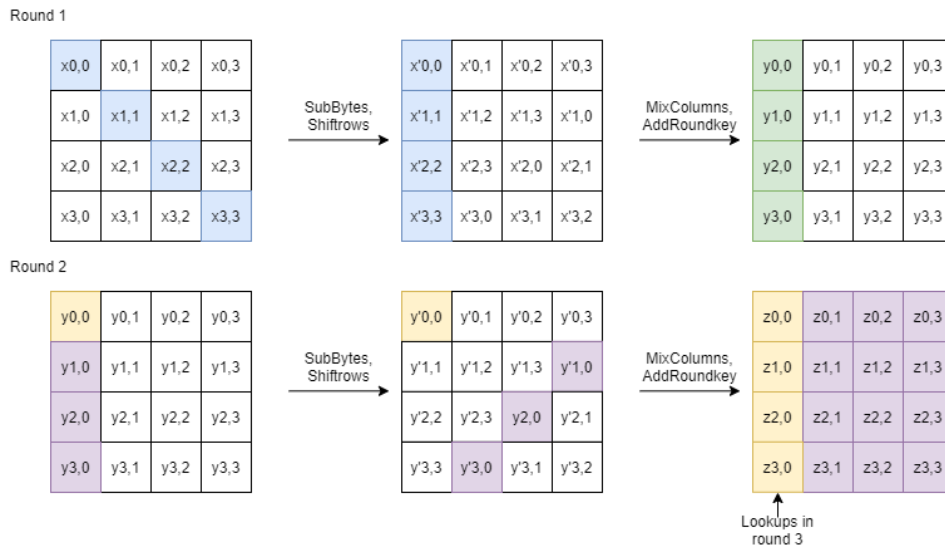 Round 1
x0,0 x0,1 x0,2 x0,3 x'0,0 x'0,1 x'0,2 x'0,3 y0,0 y0,1 y0,2 y0,3
x1,0 x1,1 x1,2 x1,3 SubBytes, x'1,1 x'1,2 x'1,3 x'1,0 MixColumns, y1,0 y1,1 y1,2 y1,3
Shiftrows AddRoundkey
x2,0 x2,1 x2,2 x2,3 x'2,2 x'2,3 x'2,0 x'2,1 y2,0 y2,1 y2,2 y2,3
x3,0 x3,1 x3,2 x3,3 x'3,3 x'3,0 x'3,1 x'3,2 y3,0 y3,1 y3,2 y3,3
Round 2
y0,0 y0,1 y0,2 y0,3 y'0,0 y'0,1 y'0,2 y'0,3 z0,0 z0,1 z0,2 z0,3
y1,0 y1,1 y1,2 y1,3 SubBytes, y'1,1 y'1,2 y'1,3 y'1,0 MixColumns, z1,0 z1,1 z1,2 z1,3
Shiftrows AddRoundkey
y2,0 y2,1 y2,2 y2,3 y'2,2 y'2,3 y2,0 y'2,1 z2,0 z2,1 z2,2 z2,3
y3,0 y3,1 y3,2 y3,3 y'3,3 y'3,0 y'3,1 y'3,2 z3,0 z3,1 z3,2 z3,3
Lookups in
round 3